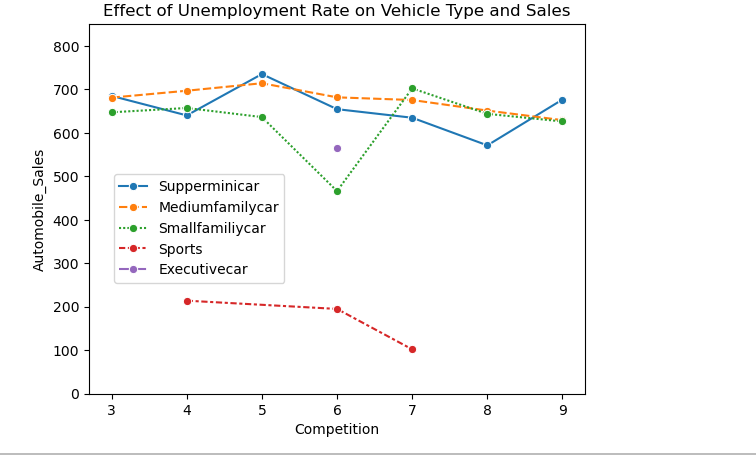 Effect of Unemployment Rate on Vehicle Type and Sales
Automobile_Sales
800
700
600
500
400
300
200
100
0
Supperminicar
Mediumfamilycar
Smallfamiliycar
Sports
Executivecar
3 4 5 6 7 8 9
Competition